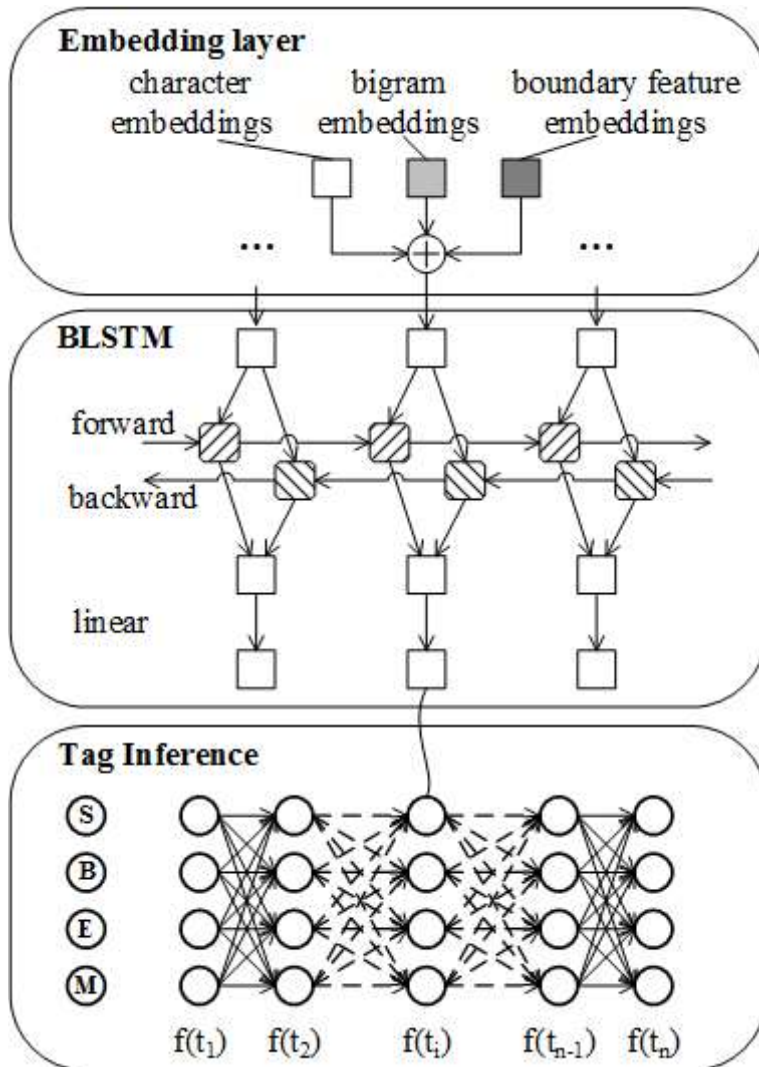 Embedding layer
character bigram boundary feature
embeddings embeddings embeddings
... ...
BLSTM
forward
backward
linear
Tag Inference
S
B
E
M
f(t₁) f(t₂) f(tᵢ) f(tₙ₋₁) f(tₙ)